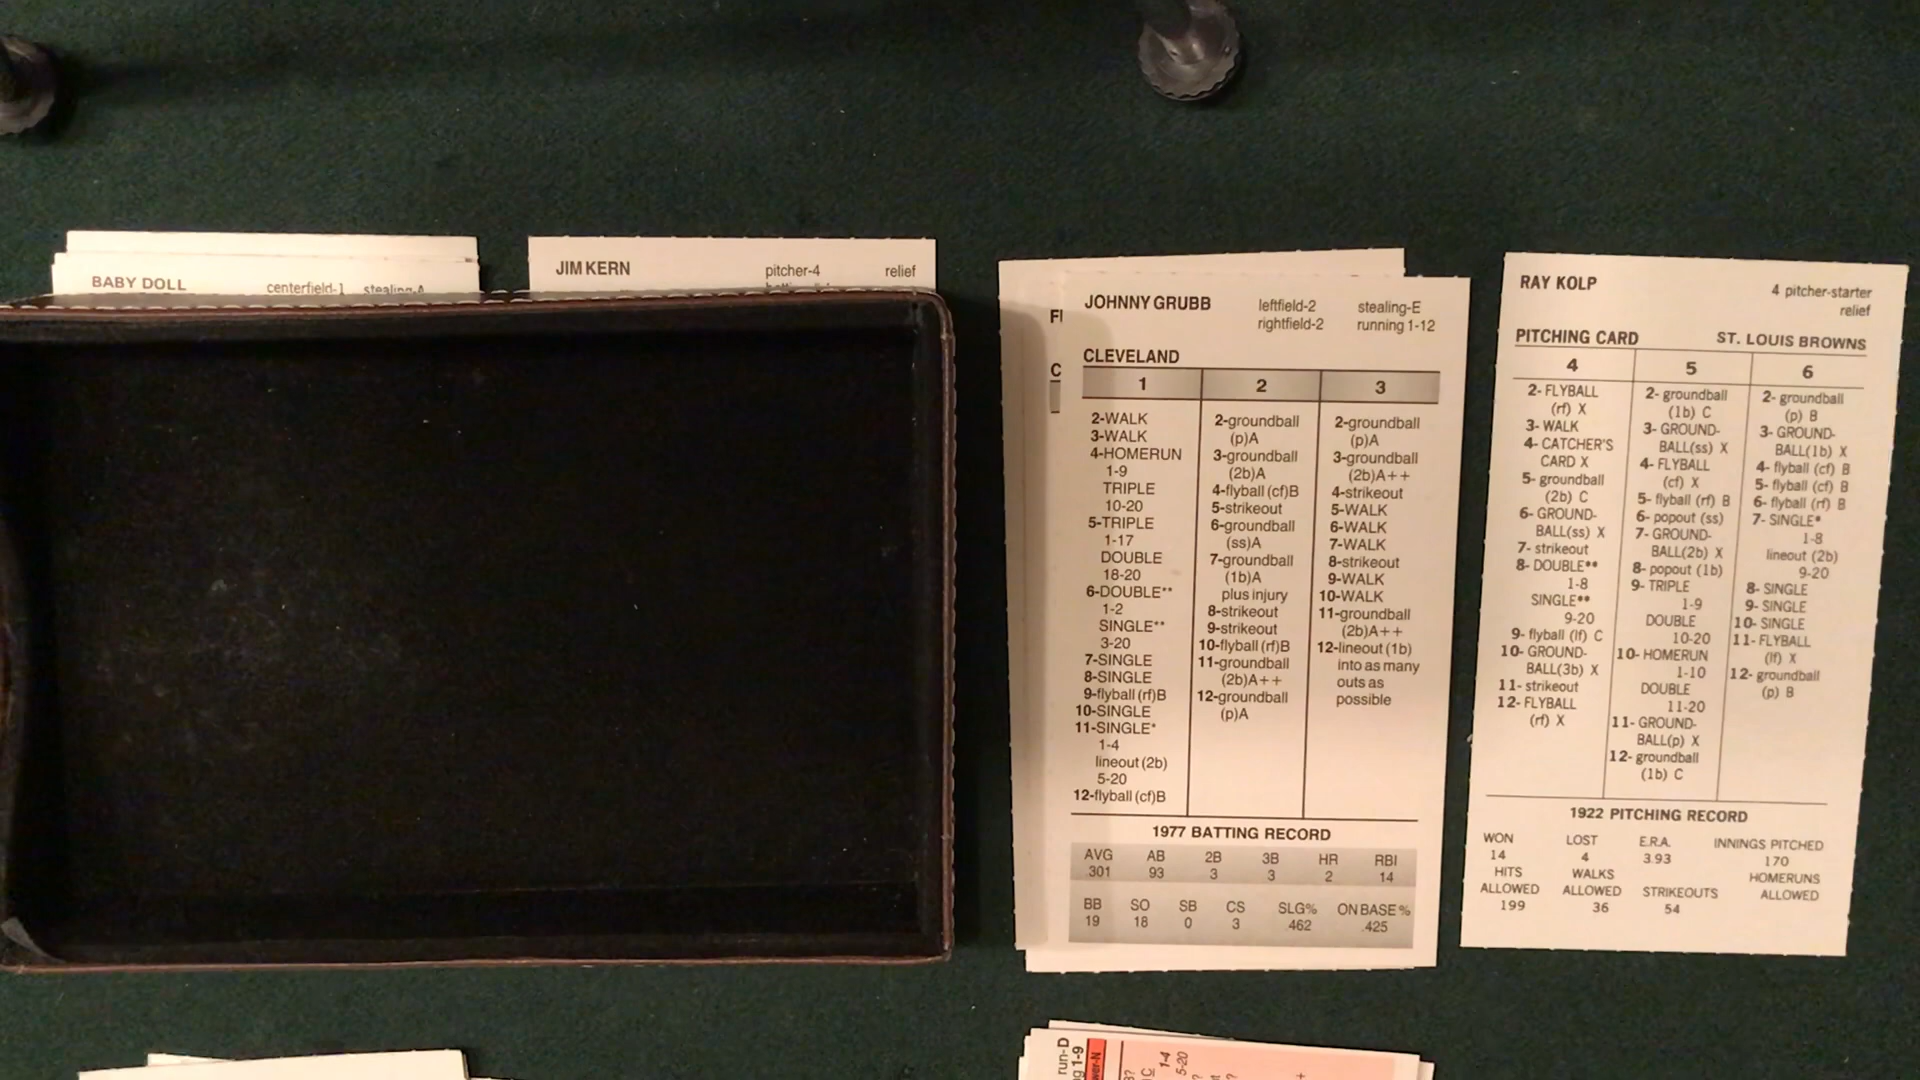 BABY DOLL
centerfield-1 stealing-A
JIM KERN
pitcher-4 relief
JOHNNY GRUBB
leftfield-2 stealing-E
rightfield-2 running 1-12
CLEVELAND
1
2-WALK
3-WALK
4-HOMERUN
1-9
TRIPLE
10-20
5-TRIPLE
1-17
DOUBLE
18-20
6-DOUBLE**
1-2
SINGLE**
3-20
7-SINGLE
8-SINGLE
9-flyball (rf)B
10-SINGLE
11-SINGLE*
1-4
lineout (2b)
5-20
12-flyball (cf)B
2
2-groundball
(p)A
3-groundball
(2b)A
4-flyball (cf)B
5-strikeout
6-groundball
(ss)A
7-groundball
(1b)A
plus injury
8-strikeout
9-strikeout
10-flyball (rf)B
11-groundball
(2b)A++
12-groundball
(p)A
3
2-groundball
(p)A
3-groundball
(2b)A++
4-strikeout
5-WALK
6-WALK
7-WALK
8-strikeout
9-WALK
10-WALK
11-groundball
(2b)A++
12-lineout (1b)
into as many
outs as
possible
1977 BATTING RECORD
AVG AB 2B 3B HR RBI
.301 93 3 3 2 14
BB SO SB CS SLG% ON BASE%
19 18 0 3 .462 .425
RAY KOLP
4 pitcher-starter
relief
PITCHING CARD ST. LOUIS BROWNS
4
2- FLYBALL
(rf) X
3- WALK
4- CATCHER'S
CARD X
5- groundball
(2b) C
6- GROUND-
BALL(ss) X
7- strikeout
8- DOUBLE**
1-8
SINGLE**
9-20
9- flyball (lf) C
10- GROUND-
BALL(3b) X
11- strikeout
12- FLYBALL
(rf) X
5
2- groundball
(1b) C
3- GROUND-
BALL(ss) X
4- FLYBALL
(cf) X
5- flyball (rf) B
6- popout (ss)
7- GROUND-
BALL(2b) X
8- popout (1b)
9- TRIPLE
1-9
DOUBLE
10-20
10- HOMERUN
1-10
DOUBLE
11-20
11- GROUND-
BALL(p) X
12- groundball
(1b) C
6
2- groundball
(p) B
3- GROUND-
BALL(1b) X
4- flyball (cf) B
5- flyball (cf) B
6- flyball (rf) B
7- SINGLE*
1-8
lineout (2b)
9-20
8- SINGLE
9- SINGLE
10- SINGLE
11- FLYBALL
(lf) X
12- groundball
(p) B
1922 PITCHING RECORD
WON LOST E.R.A. INNINGS PITCHED
14 4 3.93 170
HITS ALLOWED WALKS ALLOWED STRIKEOUTS HOMERUNS ALLOWED
199 36 54
run-D
1-9
1-4
5-20